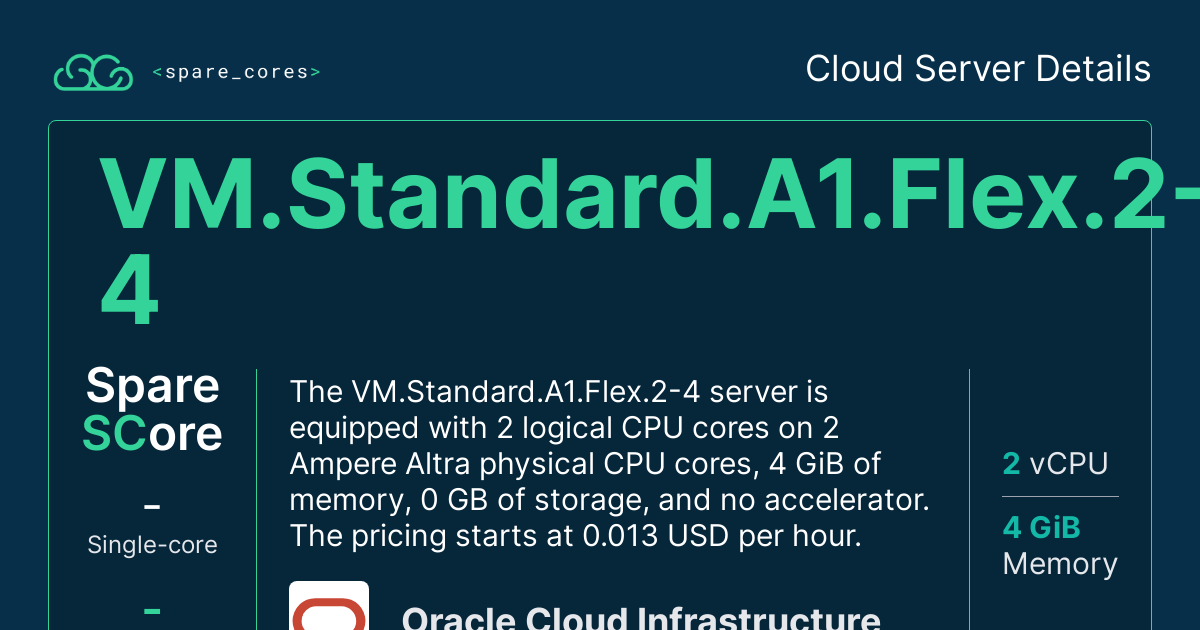 <spare_cores>
Cloud Server Details
VM.Standard.A1.Flex.2-
4
Spare
SCore
–
Single-core
–
The VM.Standard.A1.Flex.2-4 server is
equipped with 2 logical CPU cores on 2
Ampere Altra physical CPU cores, 4 GiB of
memory, 0 GB of storage, and no accelerator.
The pricing starts at 0.013 USD per hour.
Oracle Cloud Infrastructure
2 vCPU
4 GiB
Memory